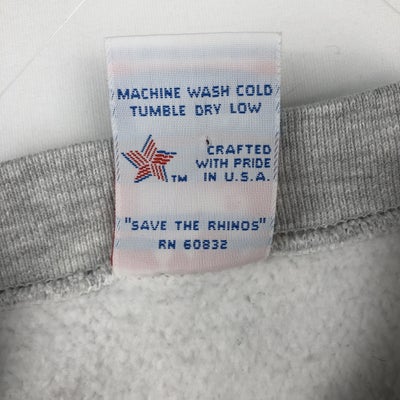 MACHINE WASH COLD
TUMBLE DRY LOW
CRAFTED
WITH PRIDE
IN U.S.A.
TM
"SAVE THE RHINOS"
RN 60832